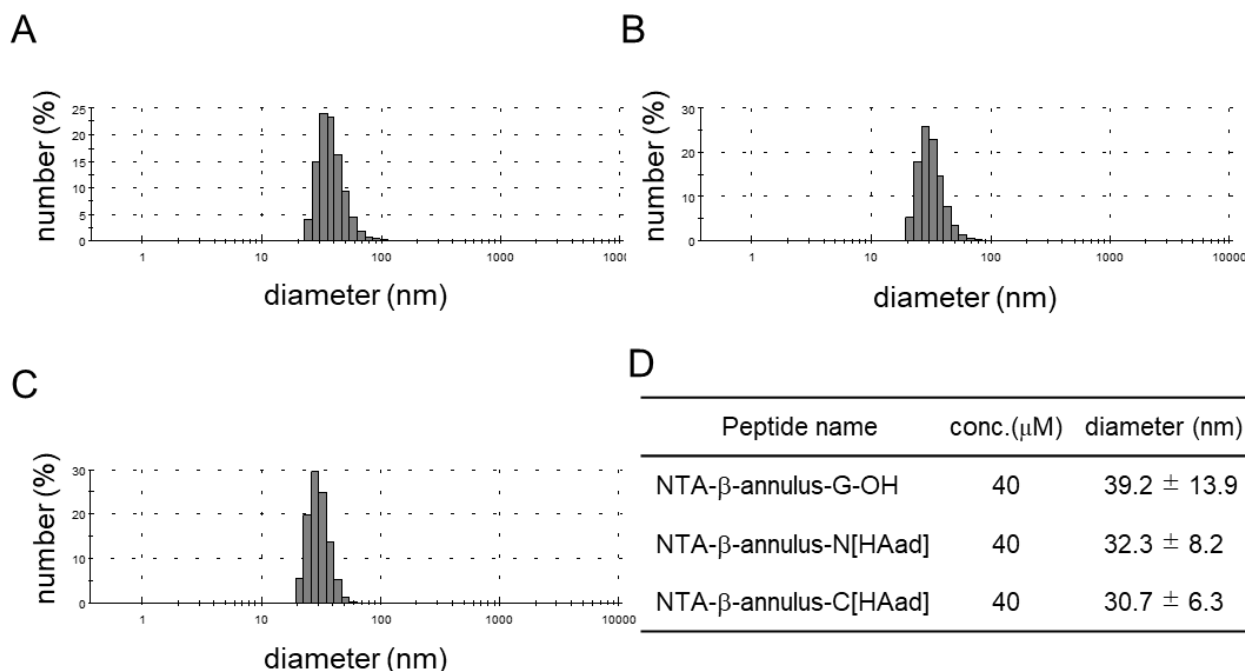 A
number (%)
25
20
15
10
5
0
1
10
100
1000
1000
diameter (nm)
B
number (%)
30
20
10
0
1
10
100
1000
10000
diameter (nm)
C
number (%)
30
20
10
0
1
10
100
1000
10000
diameter (nm)
D
Peptide name conc.(μM) diameter (nm)
NTA-β-annulus-G-OH 40 39.2 ± 13.9
NTA-β-annulus-N[HAad] 40 32.3 ± 8.2
NTA-β-annulus-C[HAad] 40 30.7 ± 6.3